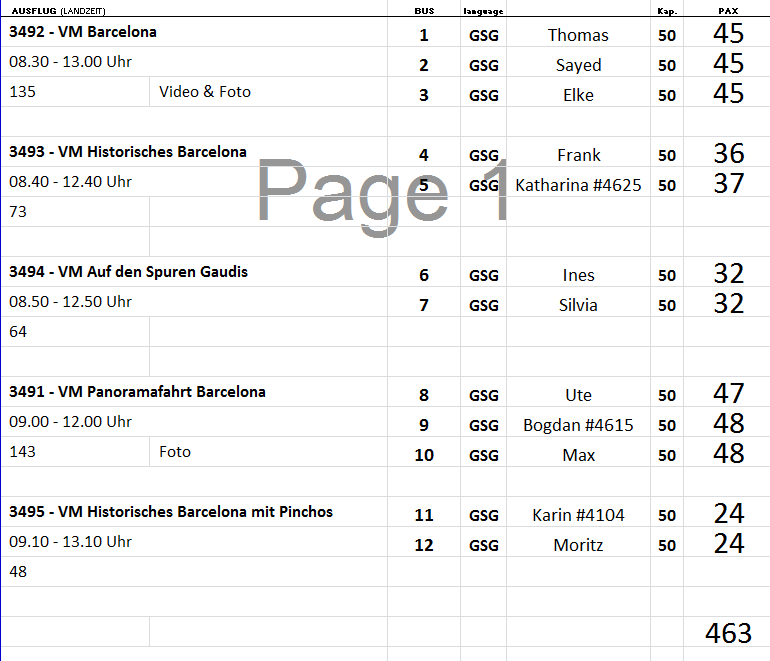 AUSFLUG (LANDZEIT) BUS language Kap. PAX
3492 - VM Barcelona 1 GSG Thomas 50 45
08.30 - 13.00 Uhr 2 GSG Sayed 50 45
135 Video & Foto 3 GSG Elke 50 45
3493 - VM Historisches Barcelona 4 GSG Frank 50 36
Page 1
08.40 - 12.40 Uhr 5 GSG Katharina #4625 50 37
73
3494 - VM Auf den Spuren Gaudis 6 GSG Ines 50 32
08.50 - 12.50 Uhr 7 GSG Silvia 50 32
64
3491 - VM Panoramafahrt Barcelona 8 GSG Ute 50 47
09.00 - 12.00 Uhr 9 GSG Bogdan #4615 50 48
143 Foto 10 GSG Max 50 48
3495 - VM Historisches Barcelona mit Pinchos 11 GSG Karin #4104 50 24
09.10 - 13.10 Uhr 12 GSG Moritz 50 24
48
463